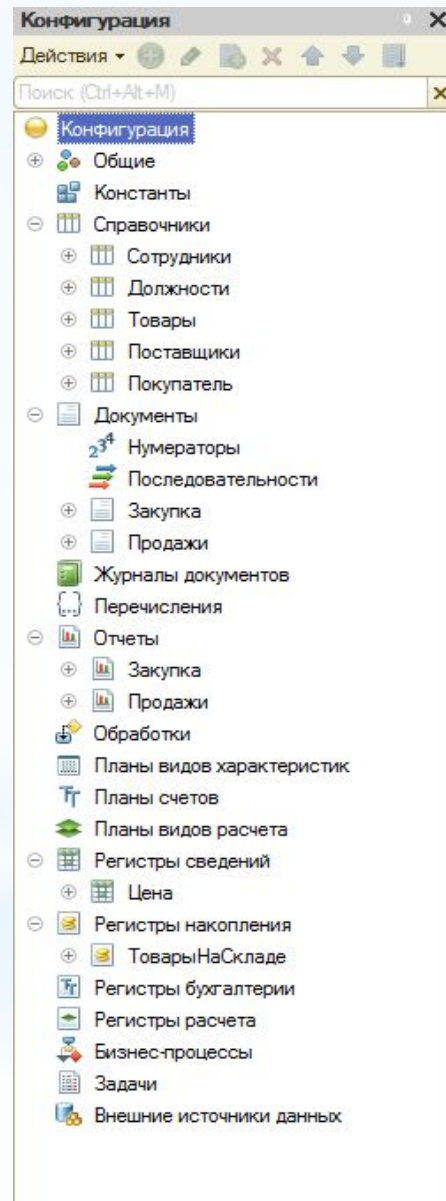 Конфигурация
Действия
Поиск (Ctrl+Alt+M)
Конфигурация
Общие
Константы
Справочники
Сотрудники
Должности
Товары
Поставщики
Покупатель
Документы
Нумераторы
Последовательности
Закупка
Продажи
Журналы документов
Перечисления
Отчеты
Закупка
Продажи
Обработки
Планы видов характеристик
Планы счетов
Планы видов расчета
Регистры сведений
Цена
Регистры накопления
ТоварыНаСкладе
Регистры бухгалтерии
Регистры расчета
Бизнес-процессы
Задачи
Внешние источники данных